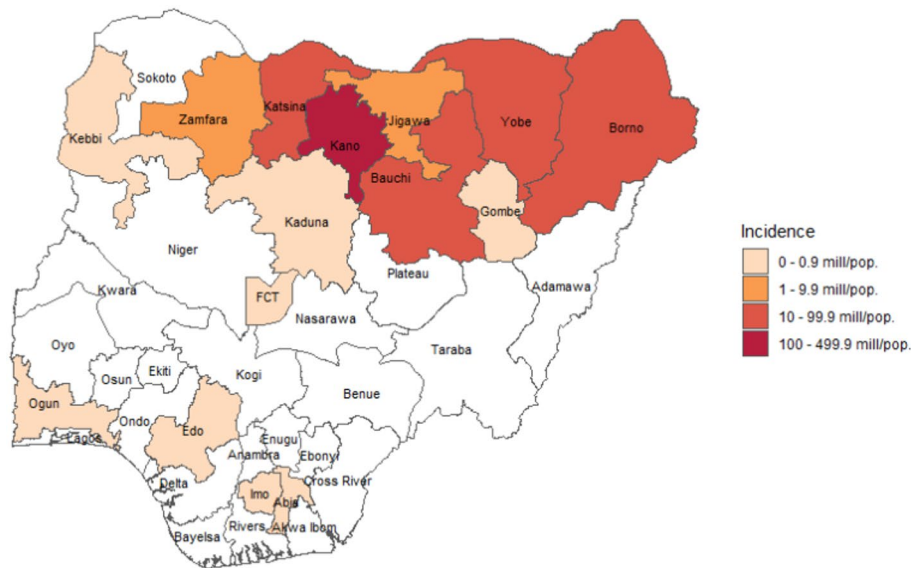 Sokoto
Katsina
Zamfara
Jigawa
Yobe
Borno
Kebbi
Kano
Bauchi
Gombe
Kaduna
Niger
Plateau
Adamawa
FCT
Kwara
Nasarawa
Oyo
Taraba
Osun
Ekiti
Kogi
Benue
Ogun
Ondo
Edo
Lagos
Enugu
Anambra
Ebony
Delta
Imo
Abia
Cross River
Bayelsa
Rivers
Akwa Ibom
Incidence
0 - 0.9 mill/pop.
1 - 9.9 mill/pop.
10 - 99.9 mill/pop.
100 - 499.9 mill/pop.